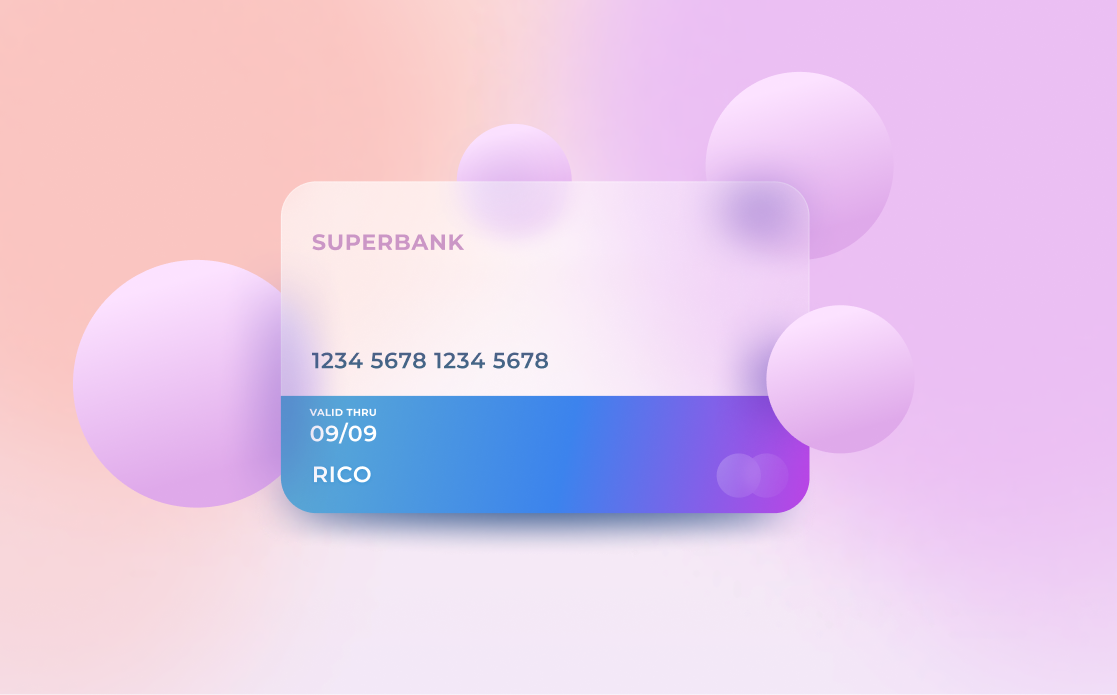 SUPERBANK
1234 5678 1234 5678
VALID THRU
09/09
RICO